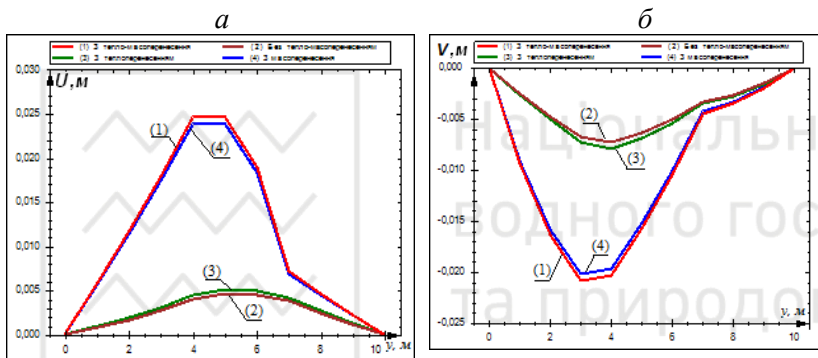 а
б
(1) З тепло-масоперенесення
(2) Без тепло-масоперенесенням
(3) З теплоперенесенням
(4) З масоперенесення
U,м
0,030
0,025
0,020
0,015
0,010
0,005
0,000
(1)
(4)
(3)
(2)
0 2 4 6 8 10
y, м
V,м
(1) З тепло-масоперенесення
(2) Без тепло-масоперенесенням
(3) З теплоперенесенням
(4) З масоперенесення
0,000
-0,005
-0,010
-0,015
-0,020
-0,025
(2)
(3)
(4)
(1)
0 2 4 6 8 10
y, м
Національн
водного гос
та природо